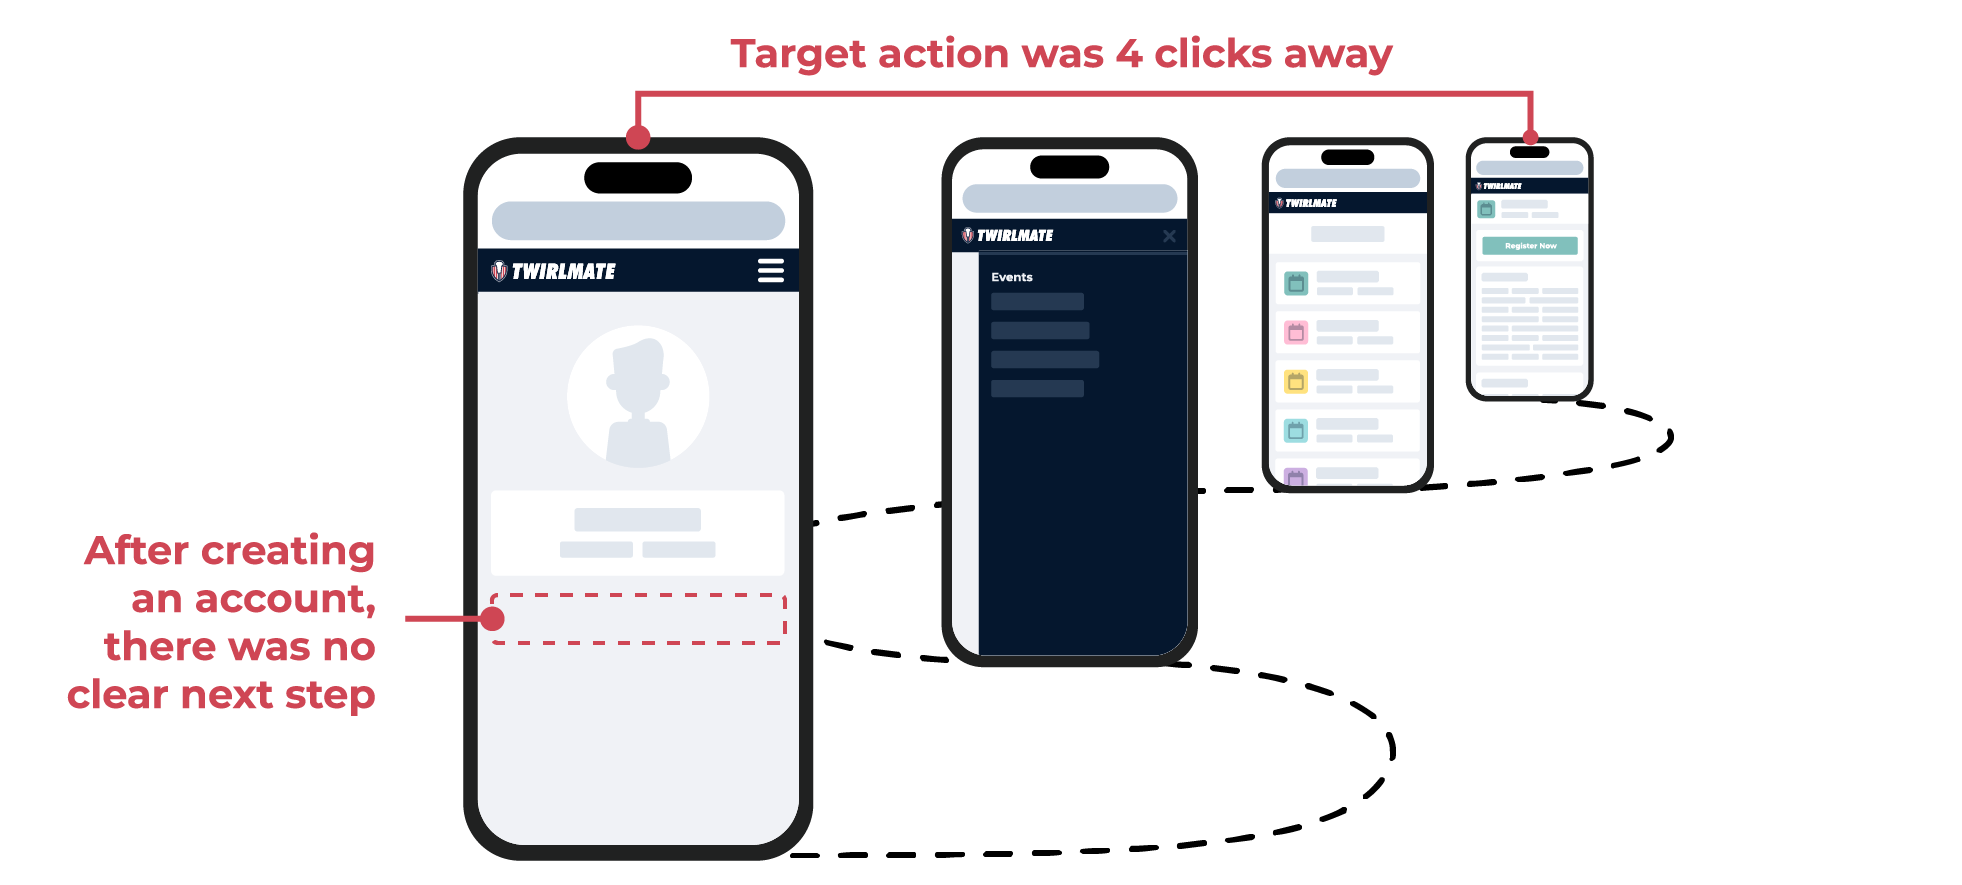 Target action was 4 clicks away
TWIRLMATE
TWIRLMATE
Events
TWIRLMATE
TWIRLMATE
Register Now
After creating
an account,
there was no
clear next step